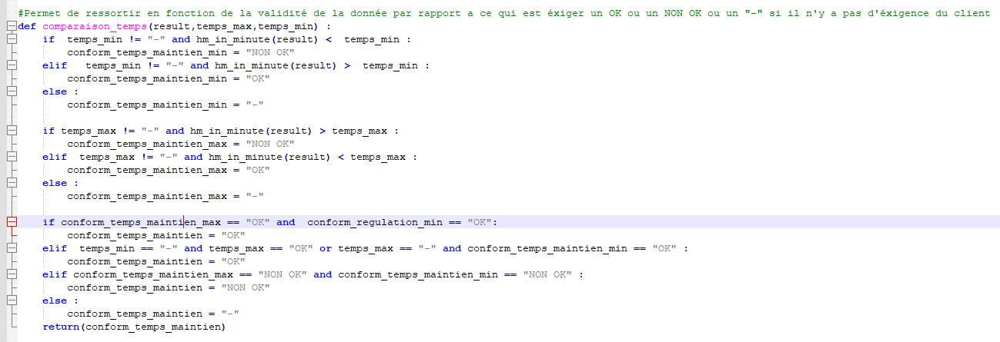 #Permet de ressortir en fonction de la validité de la donnée par rapport a ce qui est éxiger un OK ou un NON OK ou un "-" si il n'y a pas d'éxigence du client
def comparaison_temps(result,temps_max,temps_min) :
    if  temps_min != "-" and hm_in_minute(result) <  temps_min :
        conform_temps_maintien_min = "NON OK"
    elif   temps_min != "-" and hm_in_minute(result) >  temps_min :
        conform_temps_maintien_min = "OK"
    else :
        conform_temps_maintien_min = "-"

    if temps_max != "-" and hm_in_minute(result) > temps_max :
        conform_temps_maintien_max = "NON OK"
    elif  temps_max != "-" and hm_in_minute(result) < temps_max :
        conform_temps_maintien_max = "OK"
    else :
        conform_temps_maintien_max = "-"

    if conform_temps_maintien_max == "OK" and  conform_regulation_min == "OK":
        conform_temps_maintien = "OK"
    elif  temps_min == "-" and temps_max == "OK" or temps_max == "-" and conform_temps_maintien_min == "OK" :
        conform_temps_maintien = "OK"
    elif conform_temps_maintien_max == "NON OK" and conform_temps_maintien_min == "NON OK" :
        conform_temps_maintien = "NON OK"
    else :
        conform_temps_maintien = "-"
    return(conform_temps_maintien)